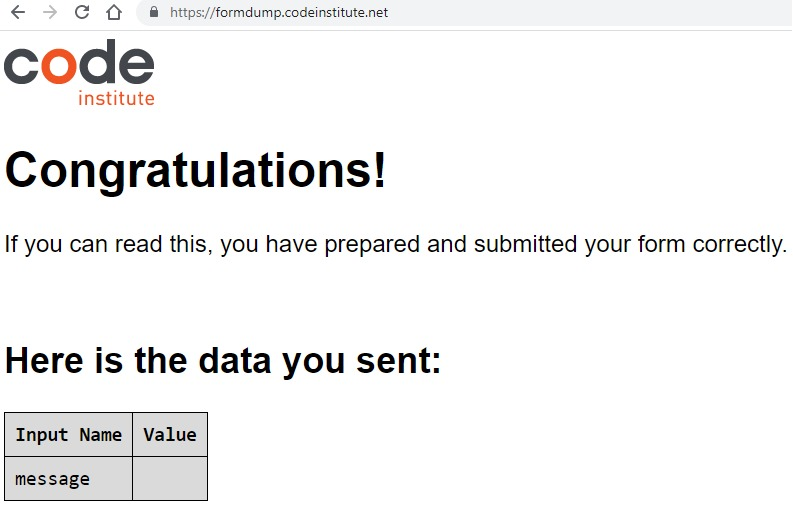 https://formdump.codeinstitute.net
code
institute
Congratulations!
If you can read this, you have prepared and submitted your form correctly.
Here is the data you sent:
Input Name Value
message